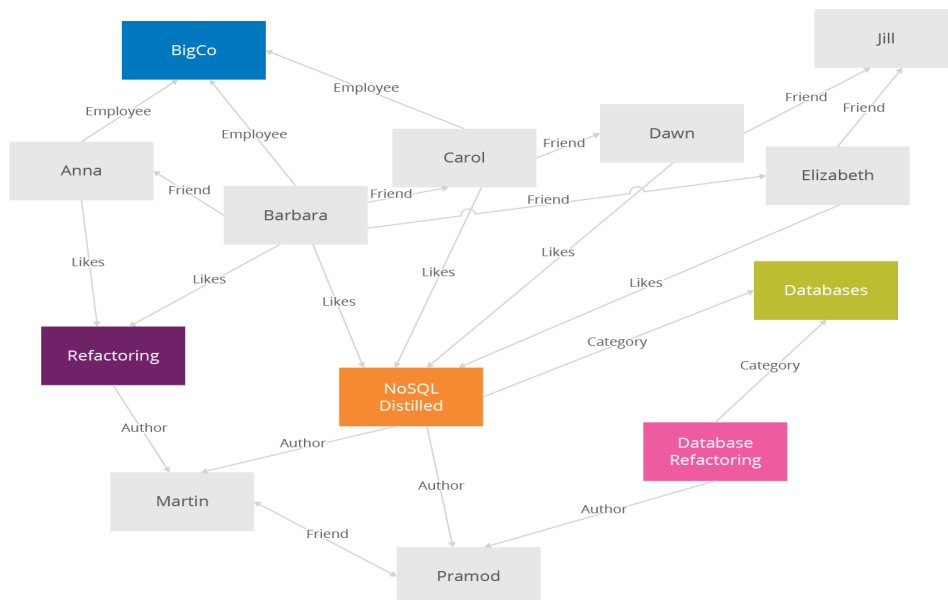 Jill
BigCo
Employee
Friend
Employee
Dawn
Friend
Employee
Friend
Carol
Anna
Elizabeth
Friend
Friend
Friend
Barbara
Likes
Likes
Likes
Likes
Likes
Likes
Databases
Category
Refactoring
Category
NoSQL
Distilled
Author
Author
Database
Refactoring
Author
Martin
Author
Friend
Pramod